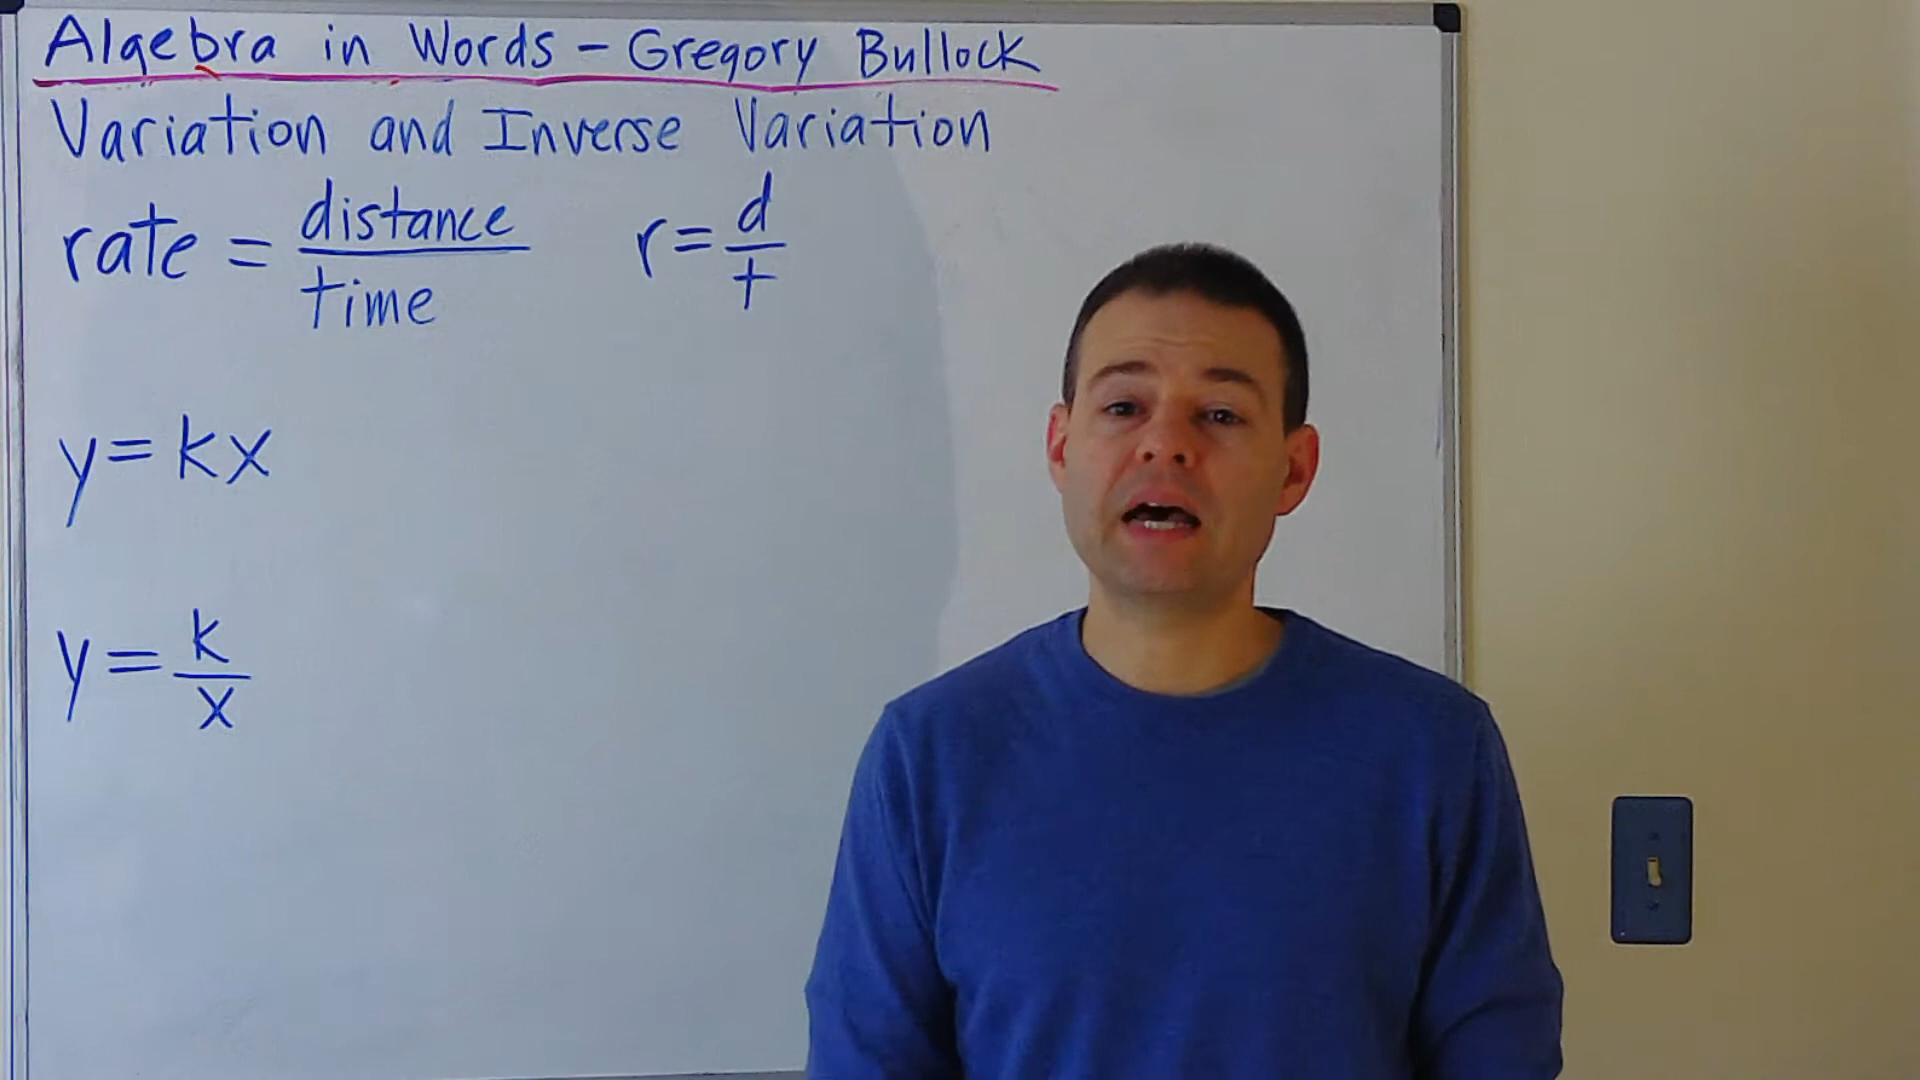 Algebra in Words - Gregory Bullock
Variation and Inverse Variation
rate = distance/time r = d/t
y = kx
y = k/x